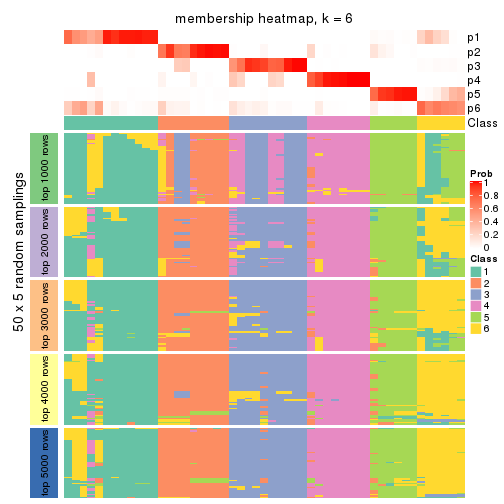 membership heatmap, k = 6
p1
p2
p3
p4
p5
p6
Class
50 x 5 random samplings
top 1000 rows
top 2000 rows
top 3000 rows
top 4000 rows
top 5000 rows
Prob
1
0.8
0.6
0.4
0.2
0
Class
1
2
3
4
5
6